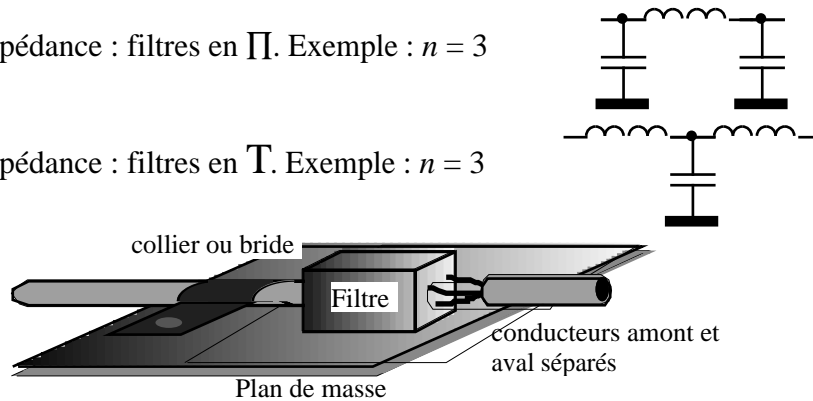 pédance : filtres en Π. Exemple : n = 3
pédance : filtres en T. Exemple : n = 3
collier ou bride
Filtre
conducteurs amont et
aval séparés
Plan de masse